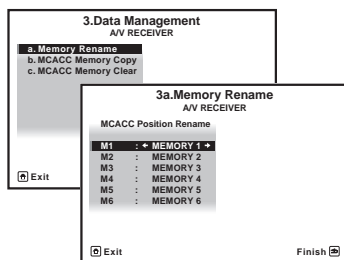 3.Data Management
A/V RECEIVER
a. Memory Rename
b. MCACC Memory Copy
c. MCACC Memory Clear
Exit
3a.Memory Rename
A/V RECEIVER
MCACC Position Rename
M1 : MEMORY 1
M2 : MEMORY 2
M3 : MEMORY 3
M4 : MEMORY 4
M5 : MEMORY 5
M6 : MEMORY 6
Exit Finish